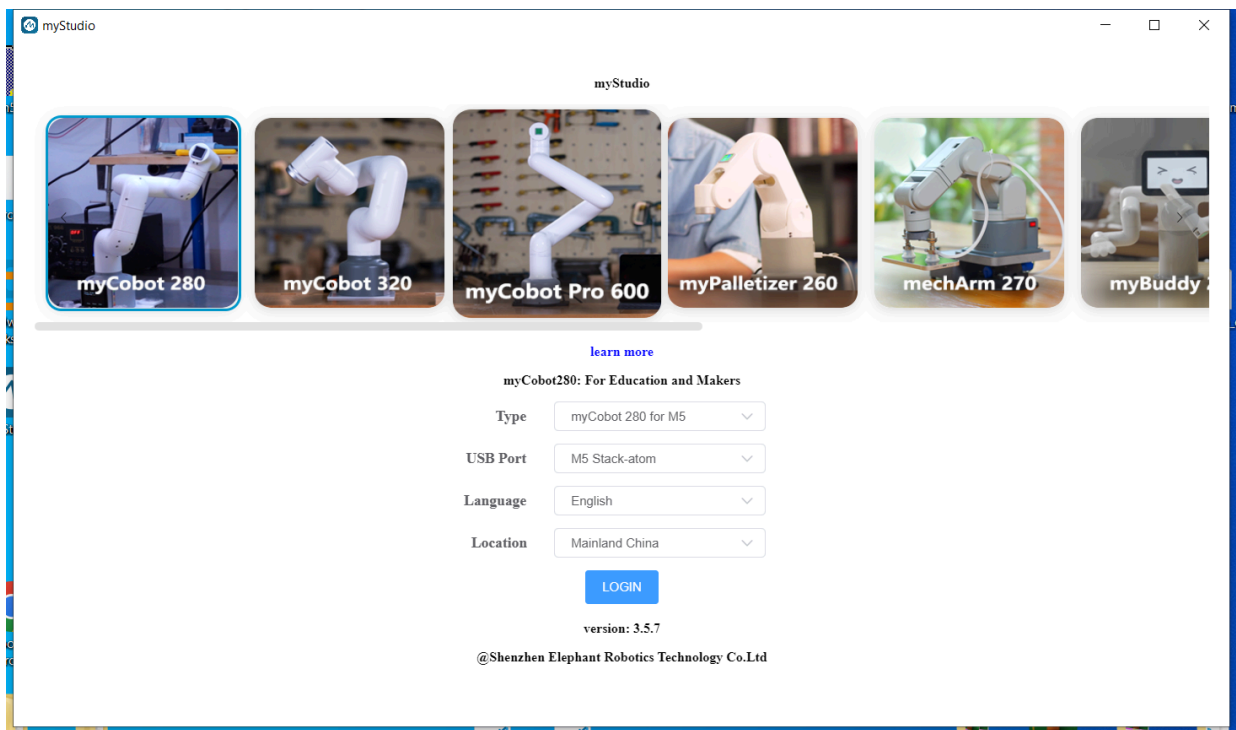 myStudio
myStudio
myCobot 280
myCobot 320
myCobot Pro 600
myPalletizer 260
mechArm 270
myBuddy
learn more
myCobot280: For Education and Makers
Type myCobot 280 for M5
USB Port M5 Stack-atom
Language English
Location Mainland China
LOGIN
version: 3.5.7
@Shenzhen Elephant Robotics Technology Co.Ltd